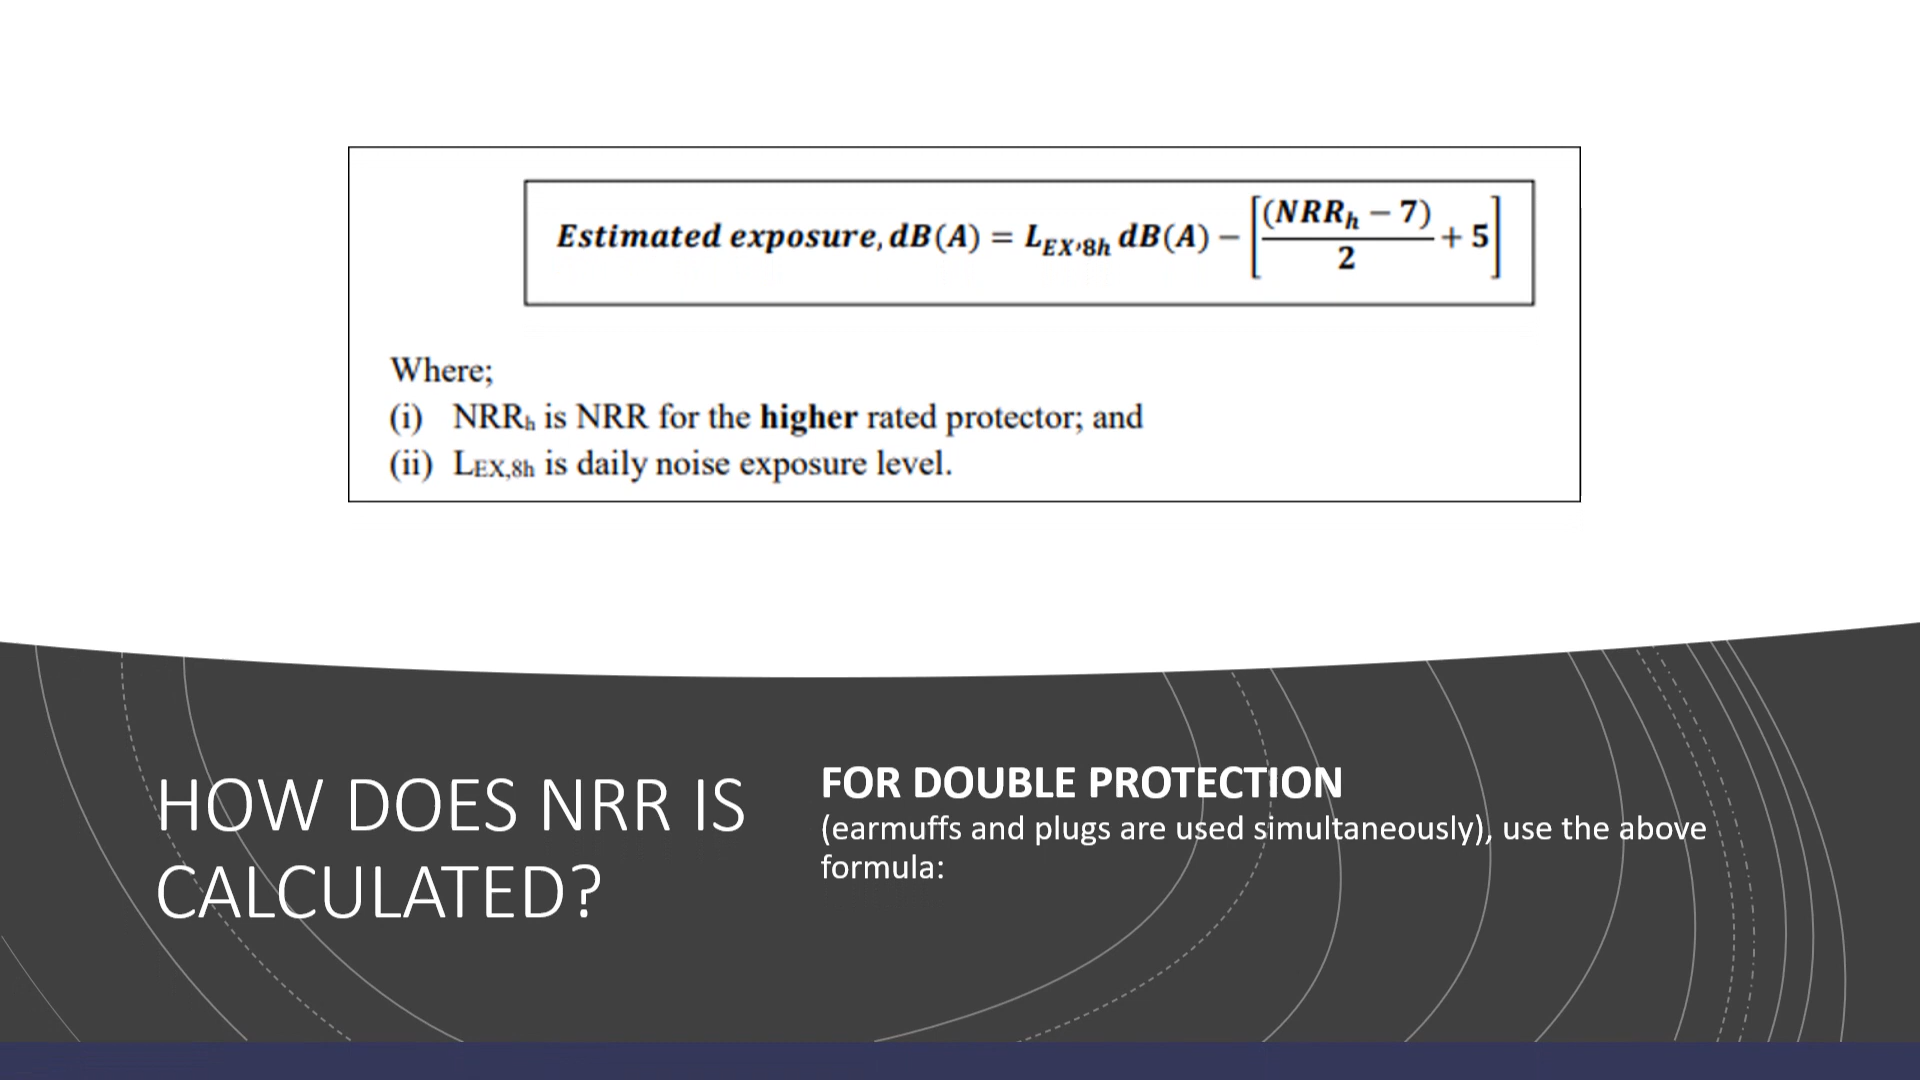 Estimated exposure, dB(A) = L_EX,8h dB(A) − [(NRR_h − 7)/2 + 5]
Where;
(i) NRR_h is NRR for the higher rated protector; and
(ii) L_EX,8h is daily noise exposure level.
HOW DOES NRR IS
CALCULATED?
FOR DOUBLE PROTECTION
(earmuffs and plugs are used simultaneously), use the above
formula: